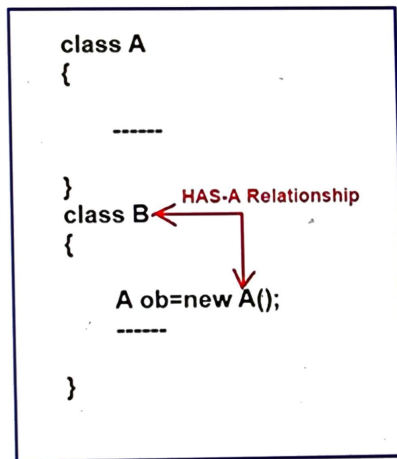 class A
{
------
}
HAS-A Relationship
class B
{
A ob=new A();
------
}